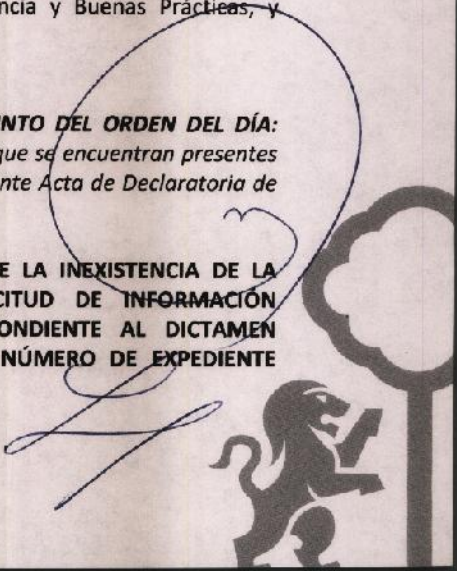 ncia y Buenas Prácticas, y
NTO DEL ORDEN DEL DÍA:
que se encuentran presentes
nte Acta de Declaratoria de
E LA INEXISTENCIA DE LA
CITUD DE INFORMACIÓN
PONDIENTE AL DICTAMEN
NÚMERO DE EXPEDIENTE